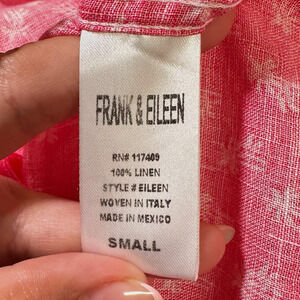 FRANK & EILEEN
RN# 117409
100% LINEN
STYLE # EILEEN
WOVEN IN ITALY
MADE IN MEXICO
SMALL